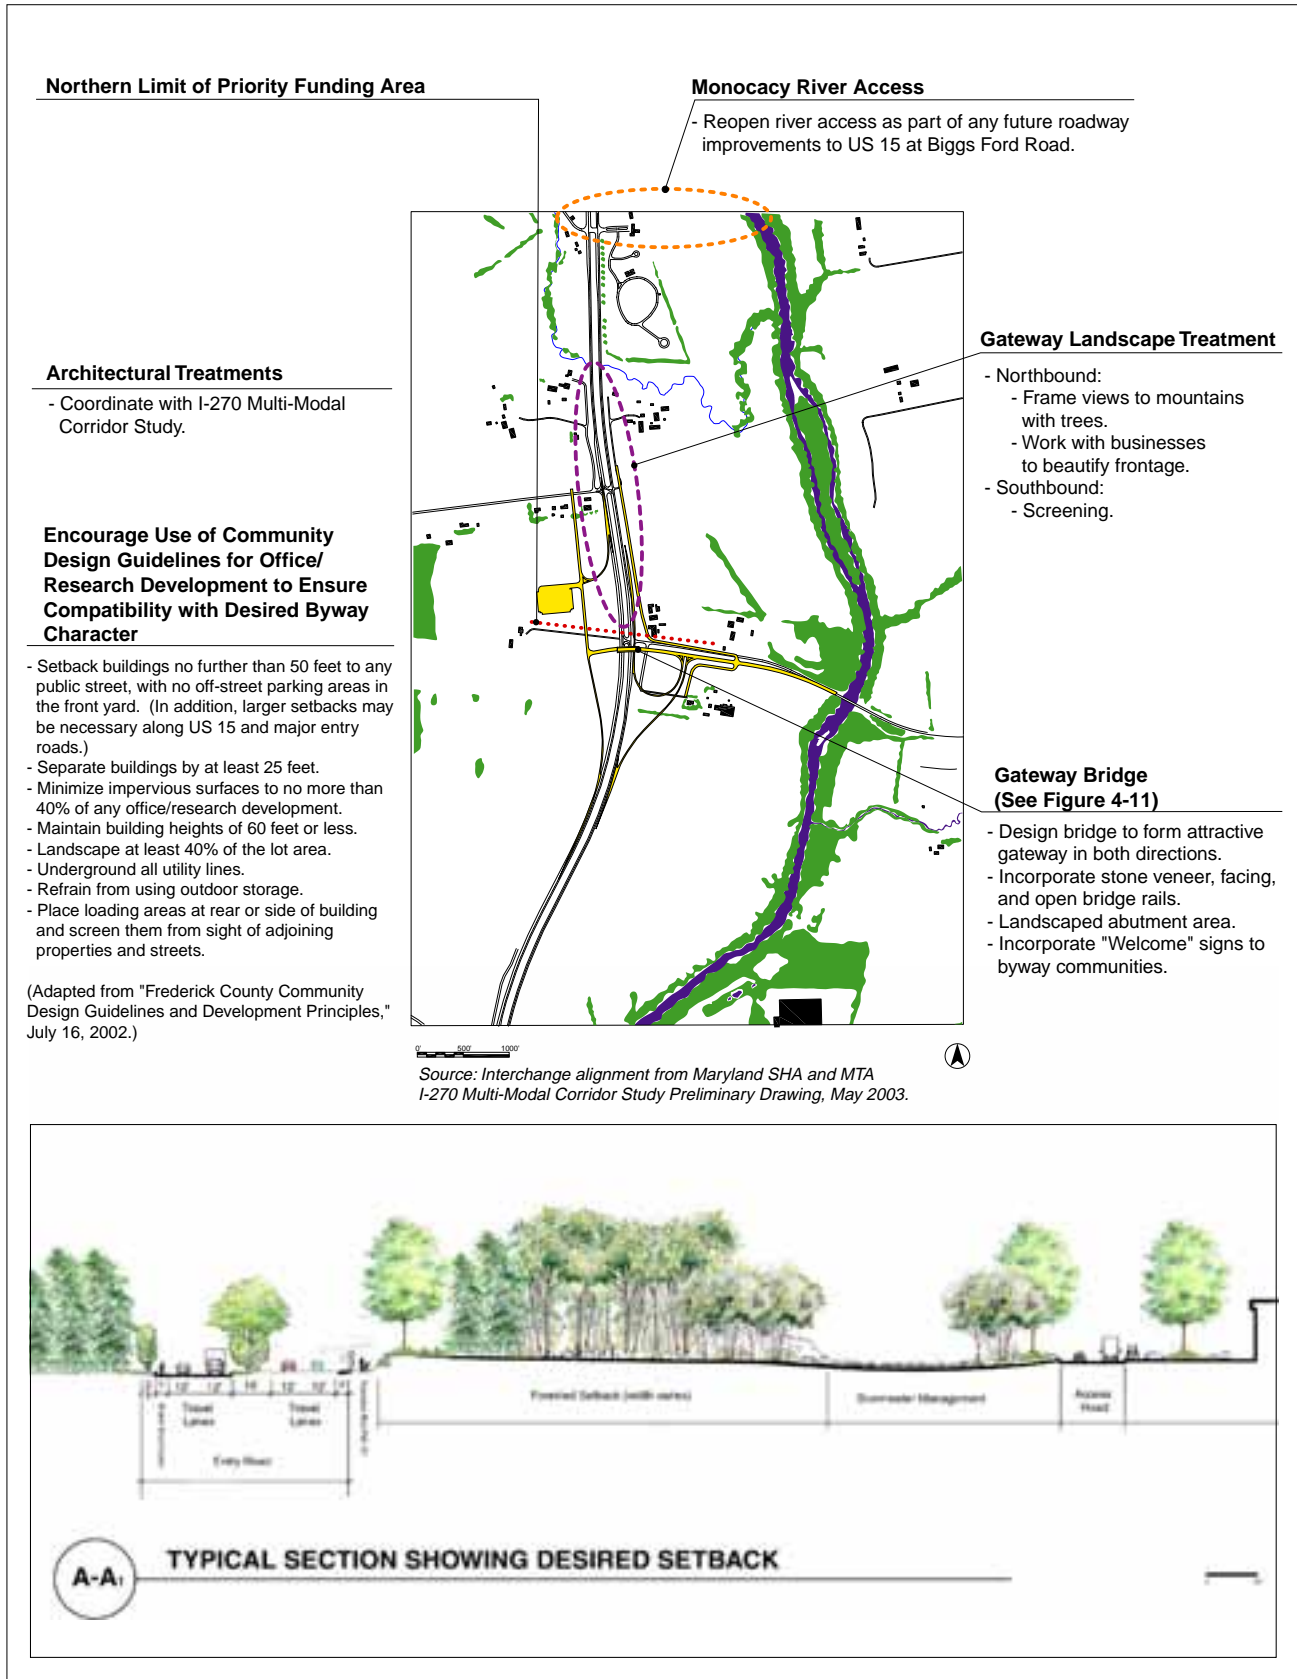 Northern Limit of Priority Funding Area
Monocacy River Access
- Reopen river access as part of any future roadway
improvements to US 15 at Biggs Ford Road.
Gateway Landscape Treatment
- Northbound:
- Frame views to mountains
with trees.
- Work with businesses
to beautify frontage.
- Southbound:
- Screening.
Architectural Treatments
- Coordinate with I-270 Multi-Modal
Corridor Study.
Encourage Use of Community
Design Guidelines for Office/
Research Development to Ensure
Compatibility with Desired Byway
Character
- Setback buildings no further than 50 feet to any
public street, with no off-street parking areas in
the front yard. (In addition, larger setbacks may
be necessary along US 15 and major entry
roads.)
- Separate buildings by at least 25 feet.
- Minimize impervious surfaces to no more than
40% of any office/research development.
- Maintain building heights of 60 feet or less.
- Landscape at least 40% of the lot area.
- Underground all utility lines.
- Refrain from using outdoor storage.
- Place loading areas at rear or side of building
and screen them from sight of adjoining
properties and streets.
(Adapted from "Frederick County Community
Design Guidelines and Development Principles,"
July 16, 2002.)
Gateway Bridge
(See Figure 4-11)
- Design bridge to form attractive
gateway in both directions.
- Incorporate stone veneer, facing,
and open bridge rails.
- Landscaped abutment area.
- Incorporate "Welcome" signs to
byway communities.
0' 500' 1000'
Source: Interchange alignment from Maryland SHA and MTA
I-270 Multi-Modal Corridor Study Preliminary Drawing, May 2003.
12' 12' 12' 12'
Travel Lanes
Travel Lanes
Entry Road
Forested Setback (width varies)
Stormwater Management
Access Road
A-A1
TYPICAL SECTION SHOWING DESIRED SETBACK